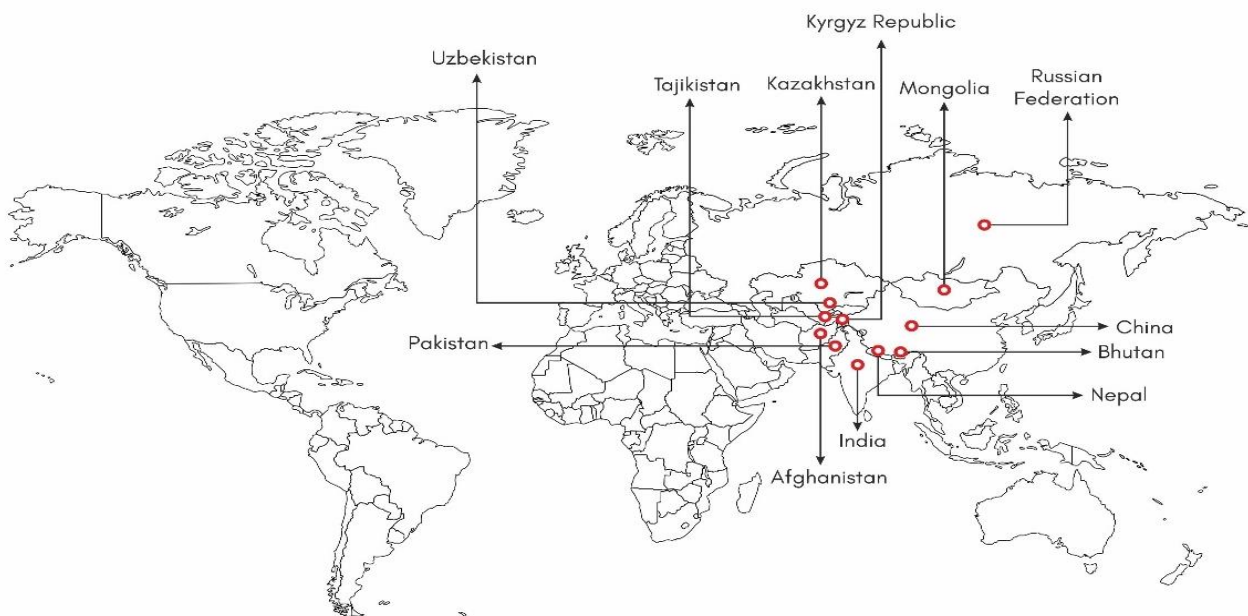 Kyrgyz Republic
Uzbekistan
Tajikistan
Kazakhstan
Mongolia
Russian
Federation
Pakistan
China
Bhutan
Nepal
India
Afghanistan